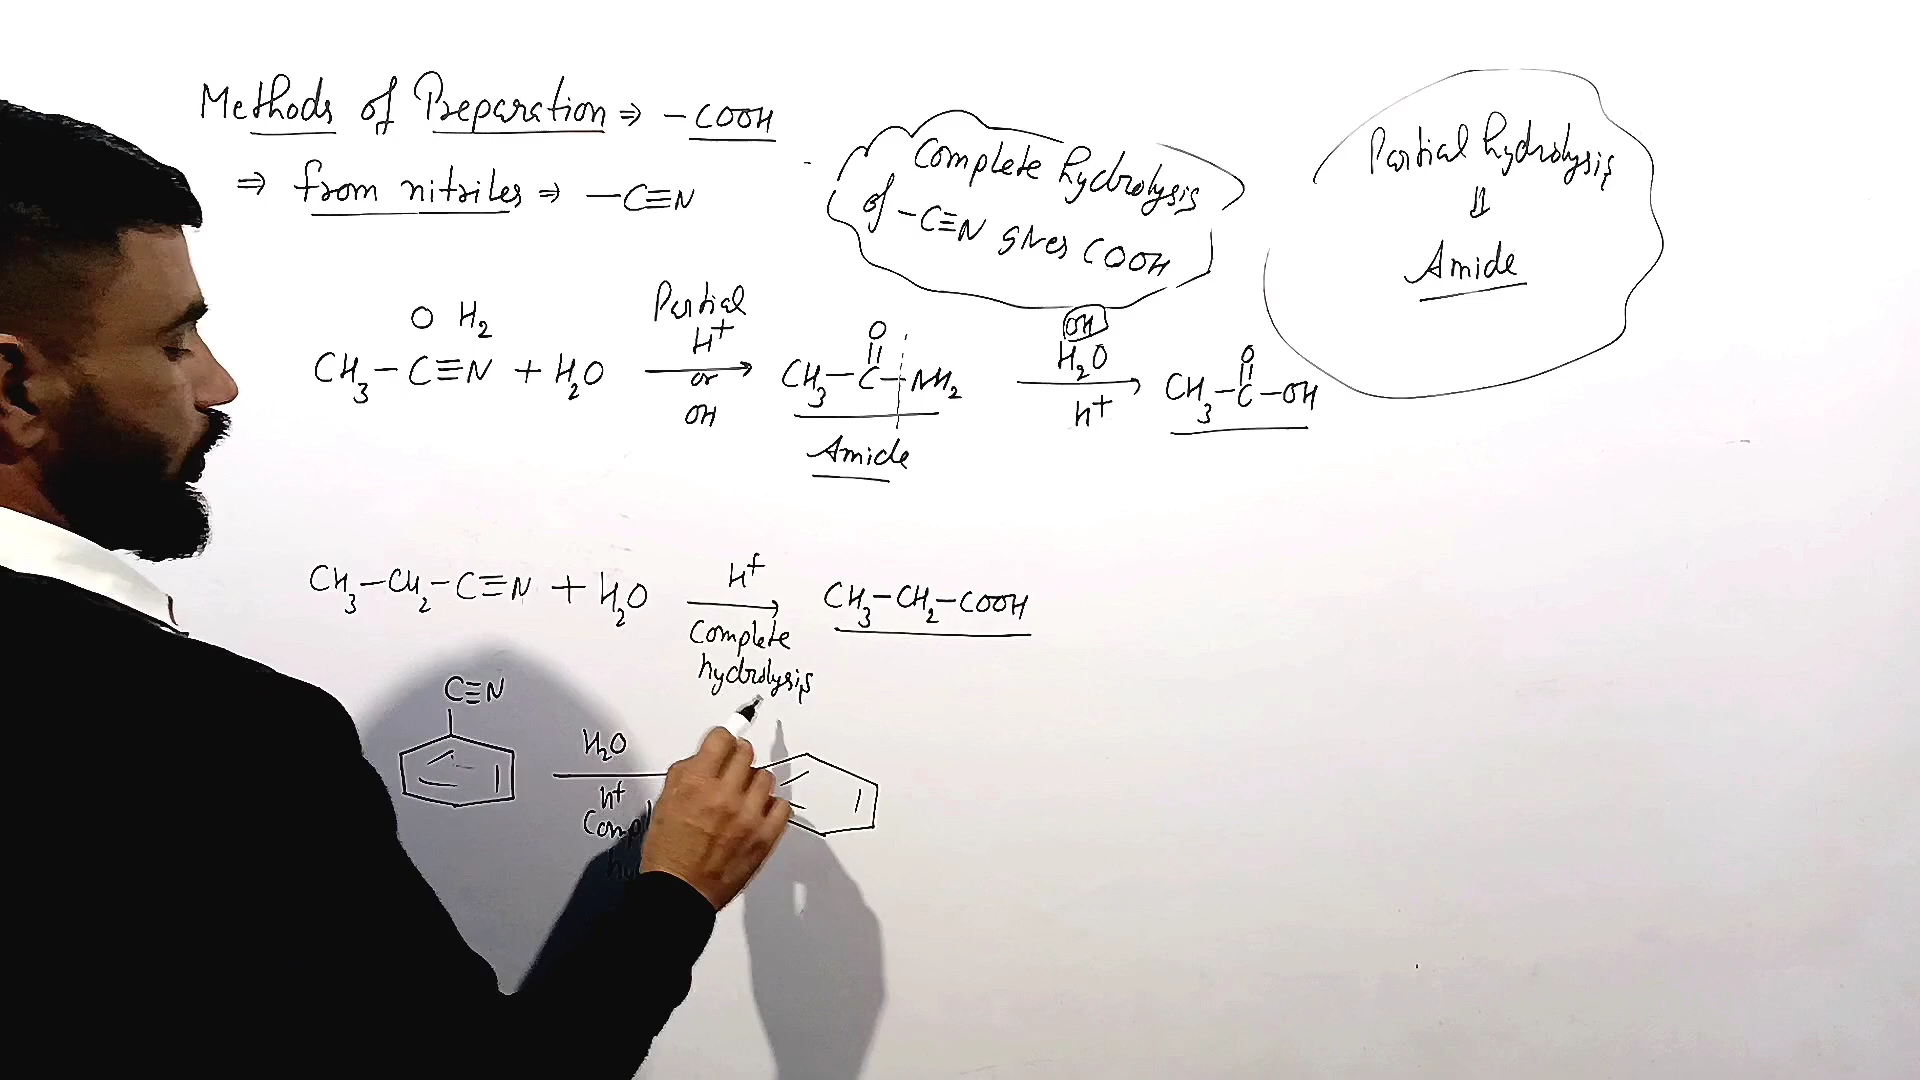 Methods of Preparation ⇒ -COOH
⇒ from nitriles ⇒ -C≡N
Complete hydrolysis
of -C≡N gives COOH
Partial hydrolysis
⇓
Amide
O H₂
CH₃-C≡N + H₂O
Partial
H⁺
or
OH
O
CH₃-C-NH₂
Amide
OH
H₂O
H⁺
O
CH₃-C-OH
CH₃-CH₂-C≡N + H₂O
H⁺
Complete
hydrolysis
CH₃-CH₂-COOH
C≡N
H₂O
H⁺